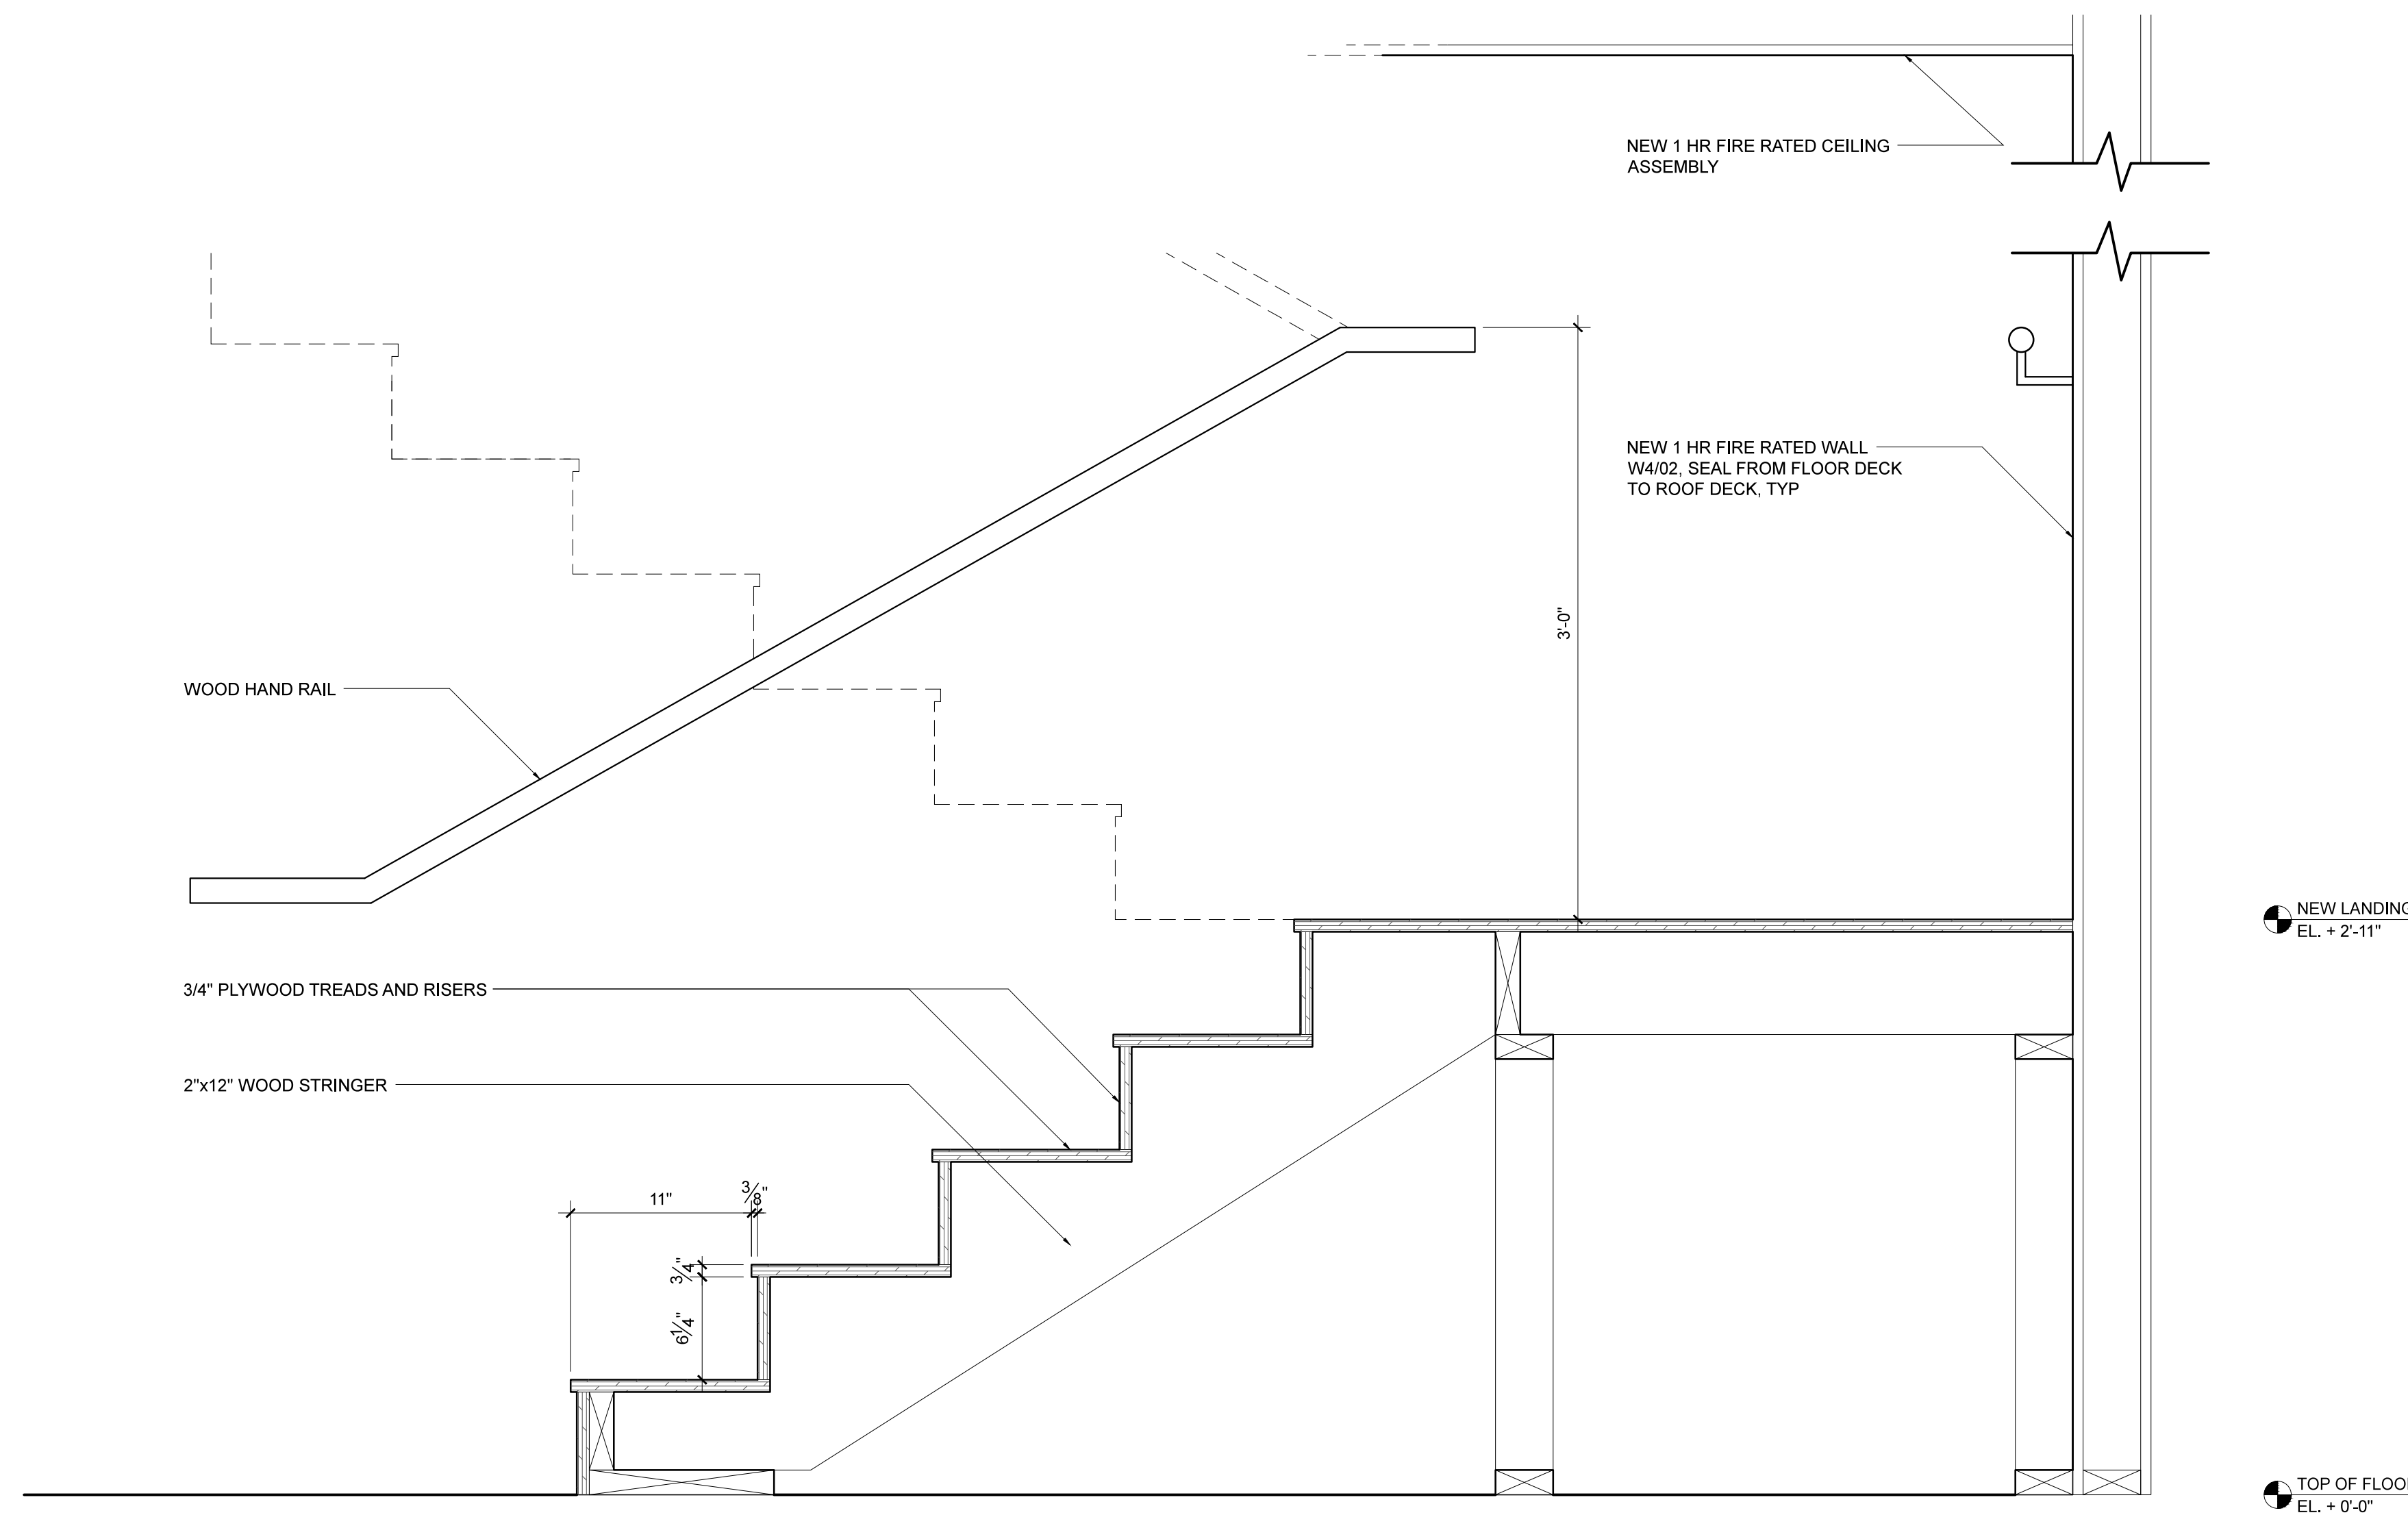 NEW 1 HR FIRE RATED CEILING
ASSEMBLY
NEW 1 HR FIRE RATED WALL
W4/02, SEAL FROM FLOOR DECK
TO ROOF DECK, TYP
3'-0"
WOOD HAND RAIL
NEW LANDING
EL. + 2'-11"
3/4" PLYWOOD TREADS AND RISERS
2"x12" WOOD STRINGER
11"
3/8"
3/4"
6 1/4"
TOP OF
EL. + 0'-0"